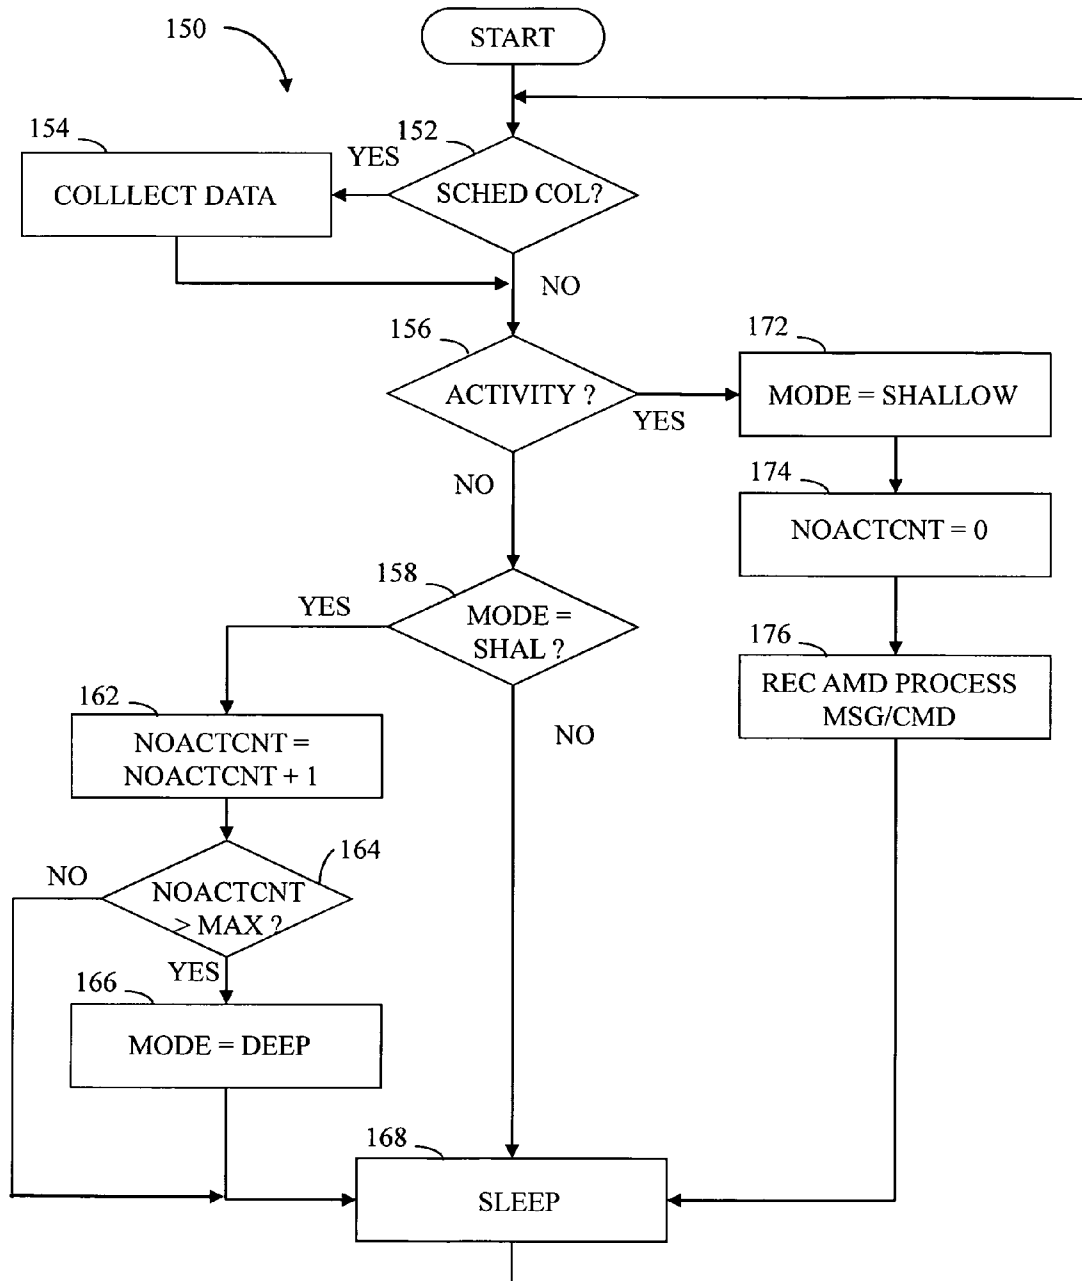 150
START
154
152
YES
COLLLECT DATA
SCHED COL?
NO
156
172
ACTIVITY ?
YES
MODE = SHALLOW
NO
174
NOACTCNT = 0
158
YES
MODE =
SHAL ?
176
REC AMD PROCESS
MSG/CMD
162
NO
NOACTCNT =
NOACTCNT + 1
164
NO
NOACTCNT
> MAX ?
YES
166
MODE = DEEP
168
SLEEP